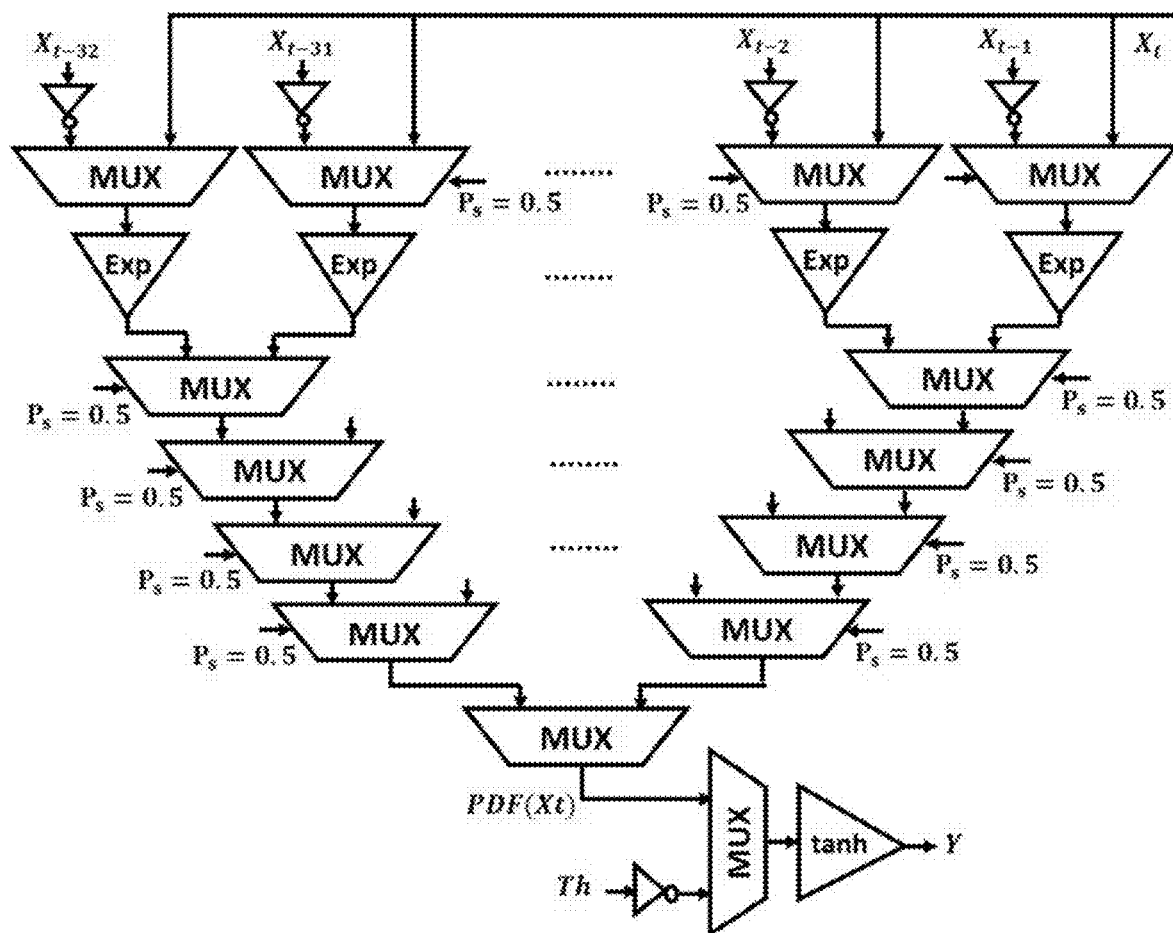 X_{t-32} X_{t-31} X_{t-2} X_{t-1} X_t
MUX MUX ........ MUX MUX
P_s = 0.5 P_s = 0.5
Exp Exp ........ Exp Exp
MUX ........ MUX
P_s = 0.5 P_s = 0.5
MUX ........ MUX
P_s = 0.5 P_s = 0.5
MUX ........ MUX
P_s = 0.5 P_s = 0.5
MUX MUX
P_s = 0.5 P_s = 0.5
MUX
PDF(Xt) MUX tanh Y
Th